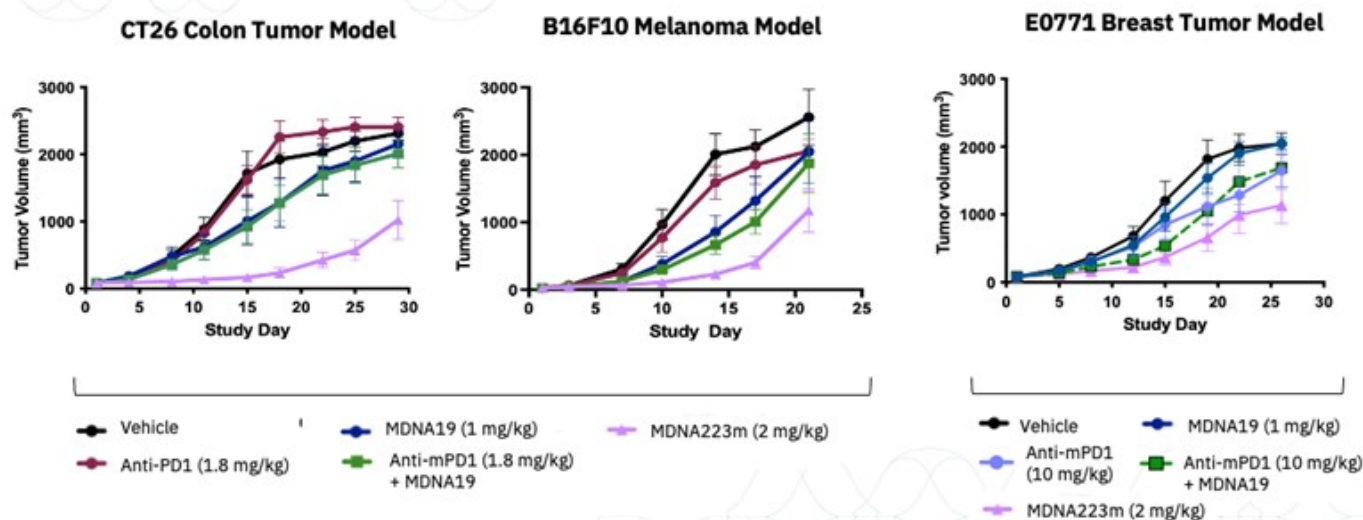 CT26 Colon Tumor Model
3000
2000
1000
0
Tumor Volume (mm³)
0 5 10 15 20 25 30
Study Day
B16F10 Melanoma Model
3000
2000
1000
0
Tumor Volume (mm³)
0 5 10 15 20 25
Study Day
E0771 Breast Tumor Model
3000
2000
1000
0
Tumor volume (mm³)
0 5 10 15 20 25 30
Study Day
Vehicle
Anti-PD1 (1.8 mg/kg)
MDNA19 (1 mg/kg)
Anti-mPD1 (1.8 mg/kg)
+ MDNA19
MDNA223m (2 mg/kg)
Vehicle
MDNA19 (1 mg/kg)
Anti-mPD1
(10 mg/kg)
Anti-mPD1 (10 mg/kg)
+ MDNA19
MDNA223m (2 mg/kg)